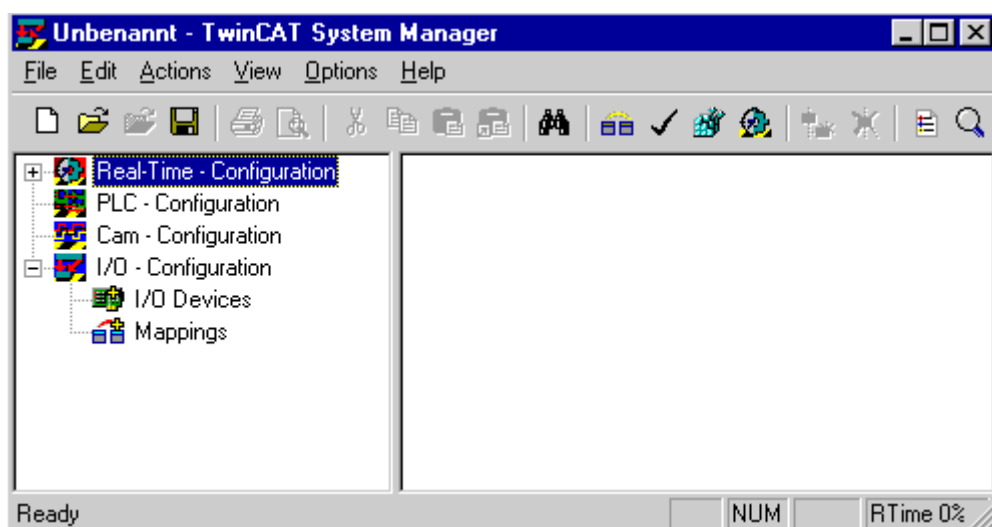 Unbenannt - TwinCAT System Manager
File Edit Actions View Options Help
Real-Time - Configuration
PLC - Configuration
Cam - Configuration
I/O - Configuration
I/O Devices
Mappings
Ready NUM RTime 0%